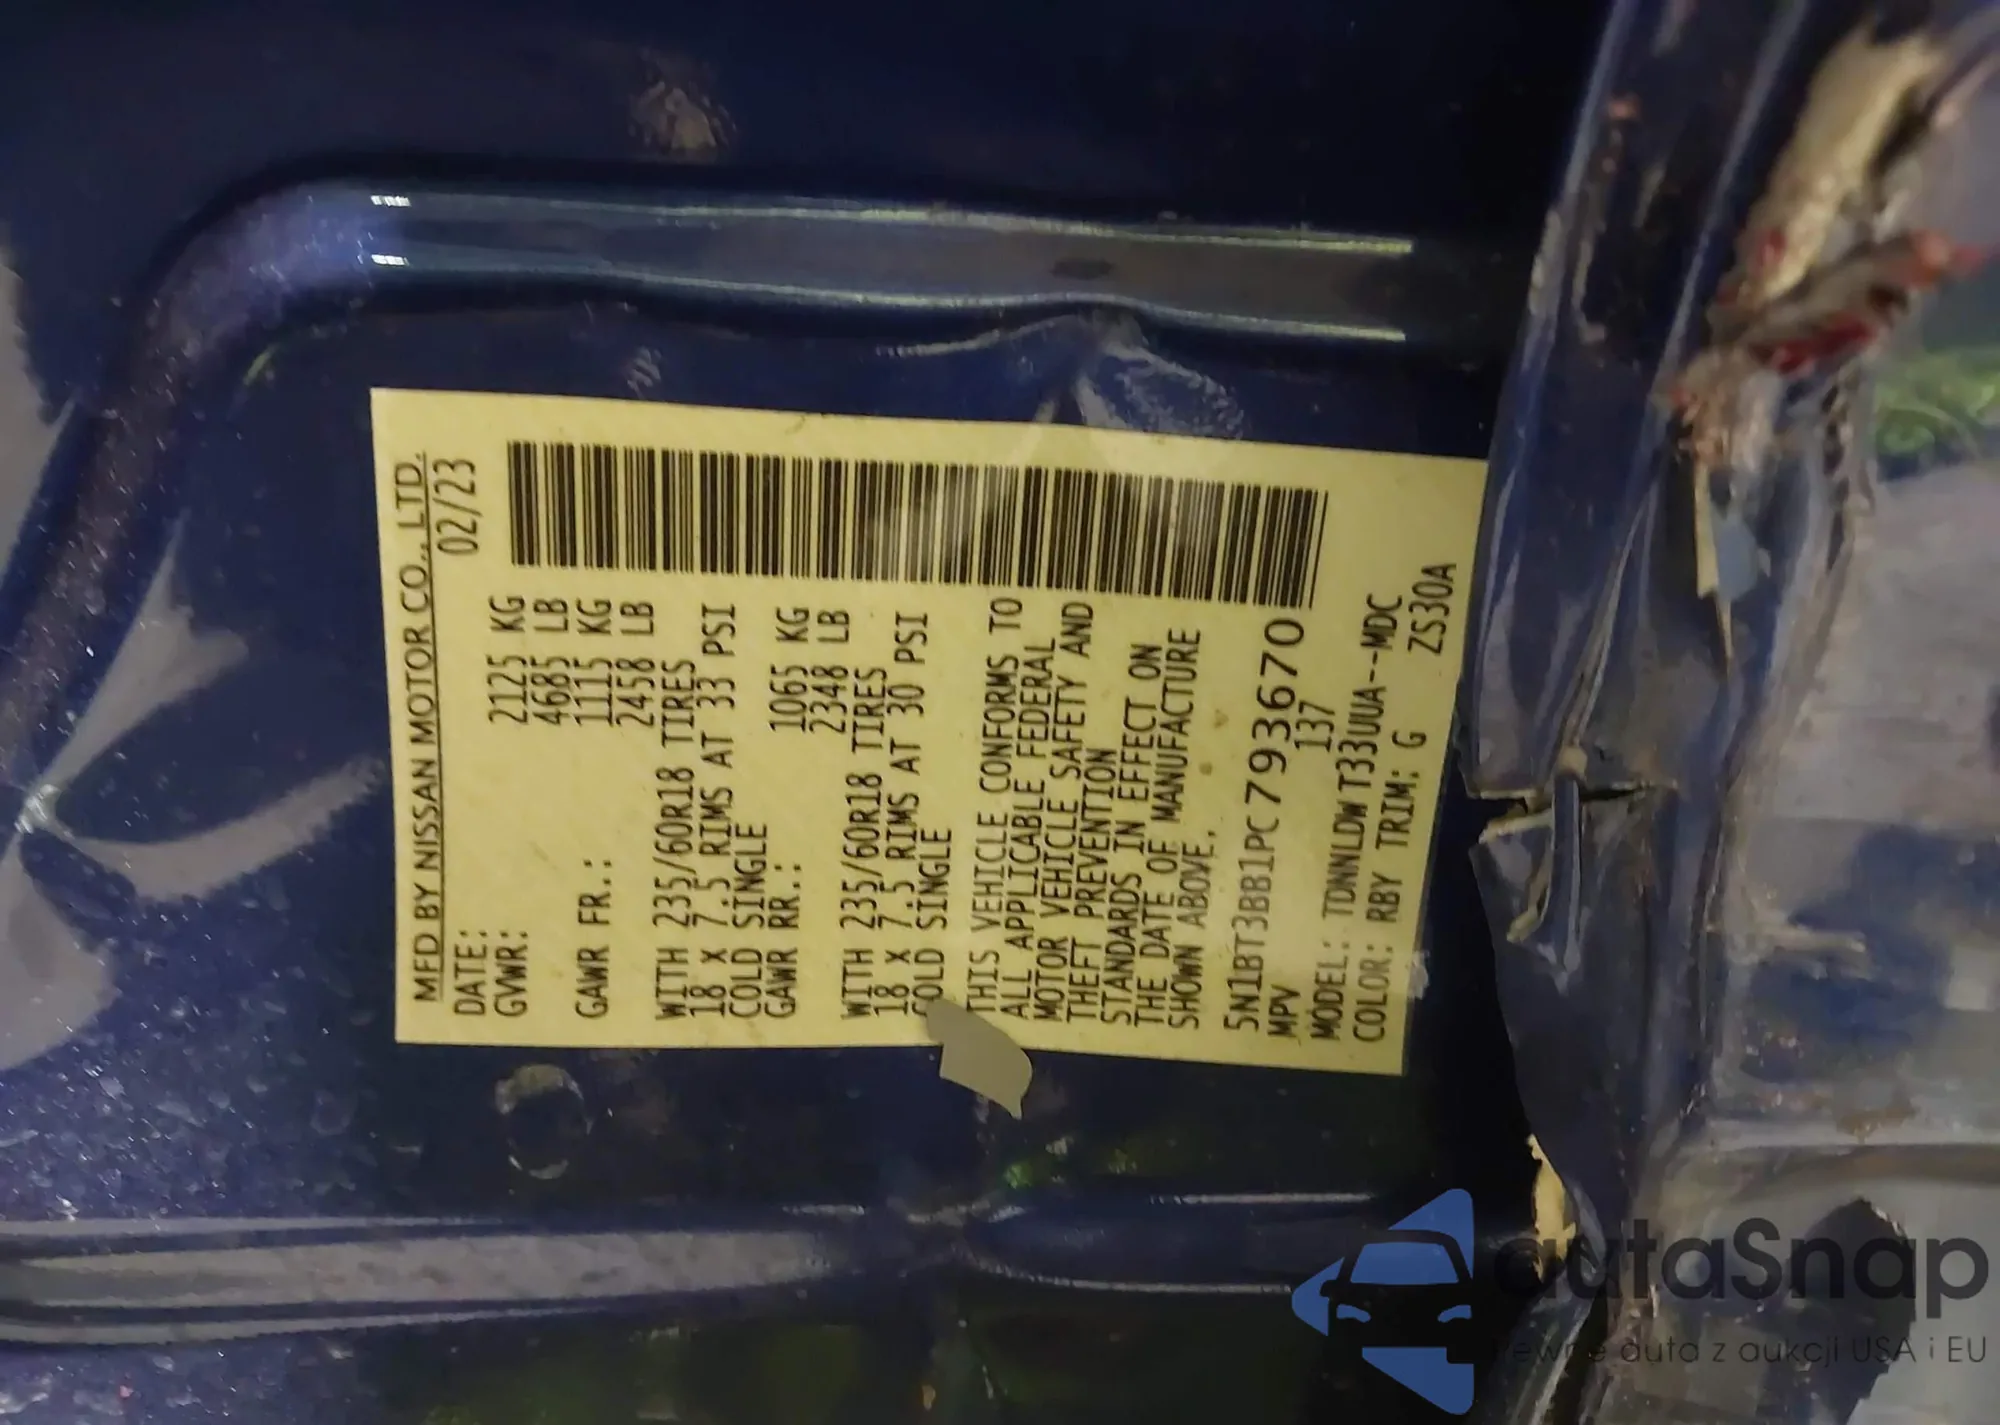 MFD BY NISSAN MOTOR CO., LTD.
DATE: 02/23
GVWR: 2125 KG
4685 LB
GAWR FR.: 1115 KG
2458 LB
WITH 235/60R18 TIRES
18 X 7.5 RIMS AT 33 PSI
COLD SINGLE
GAWR RR.: 1065 KG
2348 LB
WITH 235/60R18 TIRES
18 X 7.5 RIMS AT 30 PSI
COLD SINGLE
THIS VEHICLE CONFORMS TO
ALL APPLICABLE FEDERAL
MOTOR VEHICLE SAFETY AND
THEFT PREVENTION
STANDARDS IN EFFECT ON
THE DATE OF MANUFACTURE
SHOWN ABOVE.
5N1BT3BB1PC793670
MPV 137
MODEL: TDNNLDW T33UUA--MDC
COLOR: RBY TRIM: G ZS30A
autaSnap
Pewne auta z aukcji USA i EU